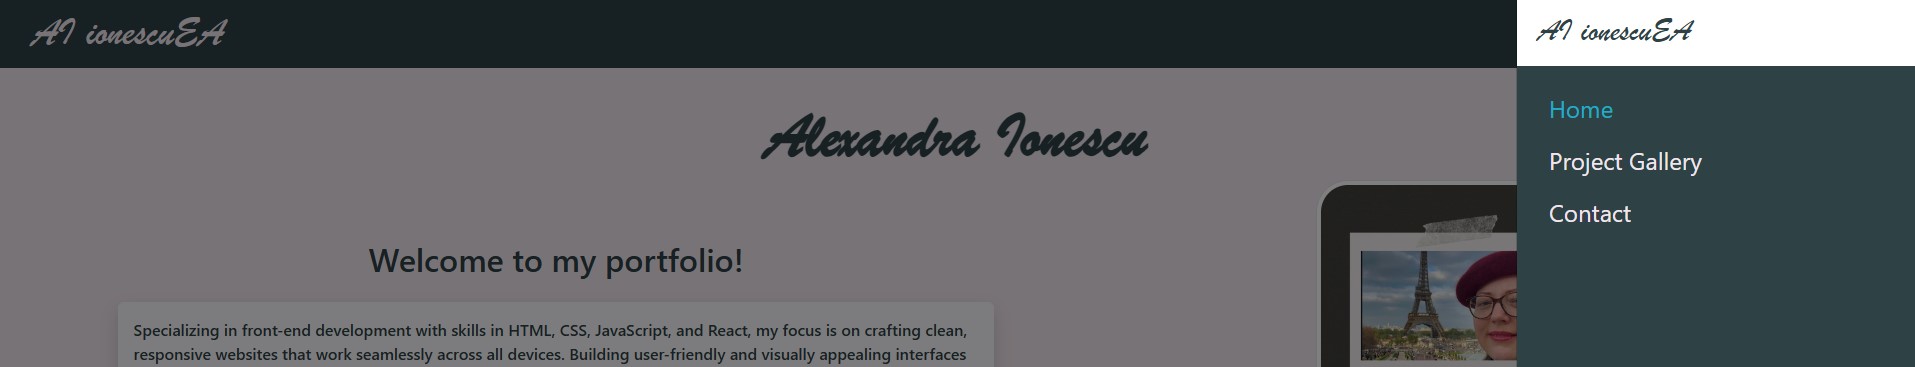 AI ionescuEA
AI ionescuEA
Home
Project Gallery
Contact
Alexandra Ionescu
Welcome to my portfolio!
Specializing in front-end development with skills in HTML, CSS, JavaScript, and React, my focus is on crafting clean,
responsive websites that work seamlessly across all devices. Building user-friendly and visually appealing interfaces